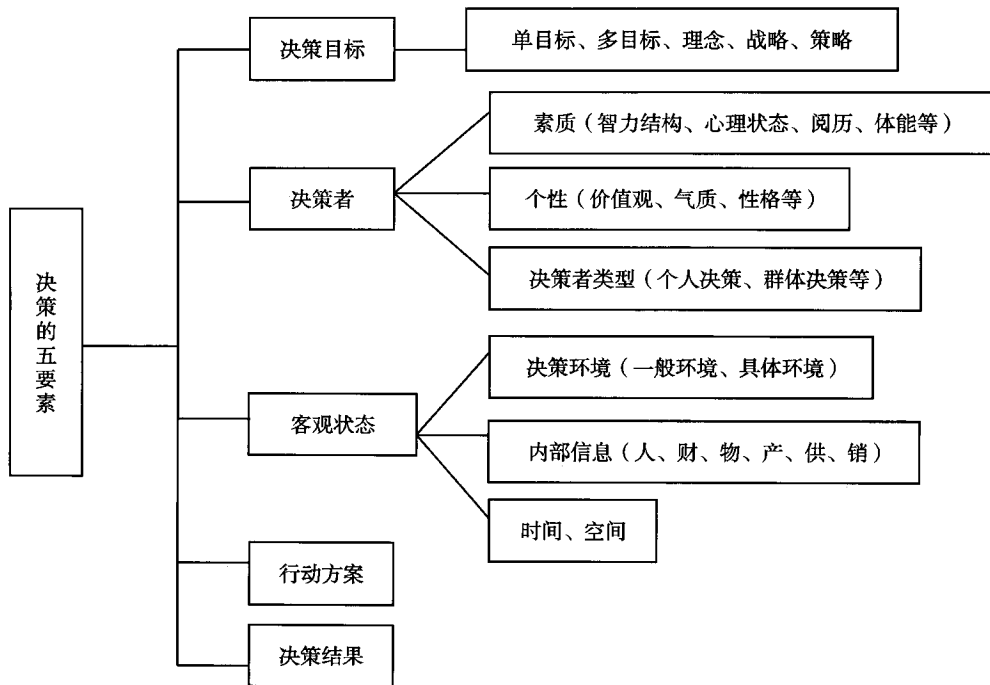 决策的五要素
决策目标
单目标、多目标、理念、战略、策略
决策者
素质（智力结构、心理状态、阅历、体能等）
个性（价值观、气质、性格等）
决策者类型（个人决策、群体决策等）
客观状态
决策环境（一般环境、具体环境）
内部信息（人、财、物、产、供、销）
时间、空间
行动方案
决策结果